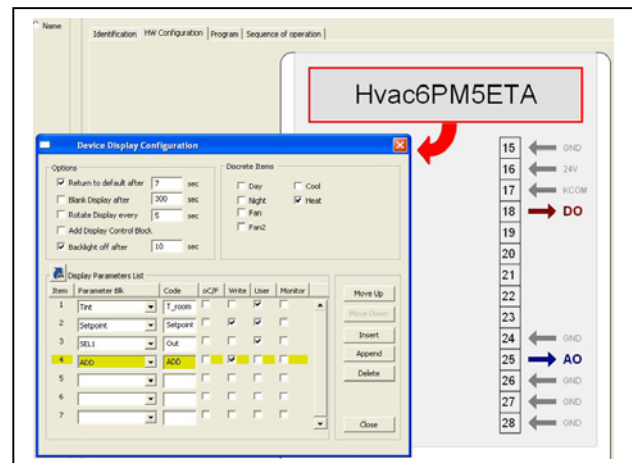 Name
Identification HW Configuration Program Sequence of operation
Hvac6PM5ETA
Device Display Configuration
Options
Return to default after 7 sec
Blank Display after 300 sec
Rotate Display every 5 sec
Add Display Control Block
Backlight off after 10 sec
Discrete Items
Day Cool
Night Heat
Fan
Fan2
Display Parameters List
Item Parameter Blk Code oC/F Write User Monitor
1 Tint T_room
2 Setpoint Setpoint
3 SEL1 Out
4 ADD ADD
5
6
7
Move Up
Move Down
Insert
Append
Delete
Close
15 GND
16 24V
17 KCOM
18 DO
19
20
21
22
23
24 GND
25 AO
26 GND
27 GND
28 GND